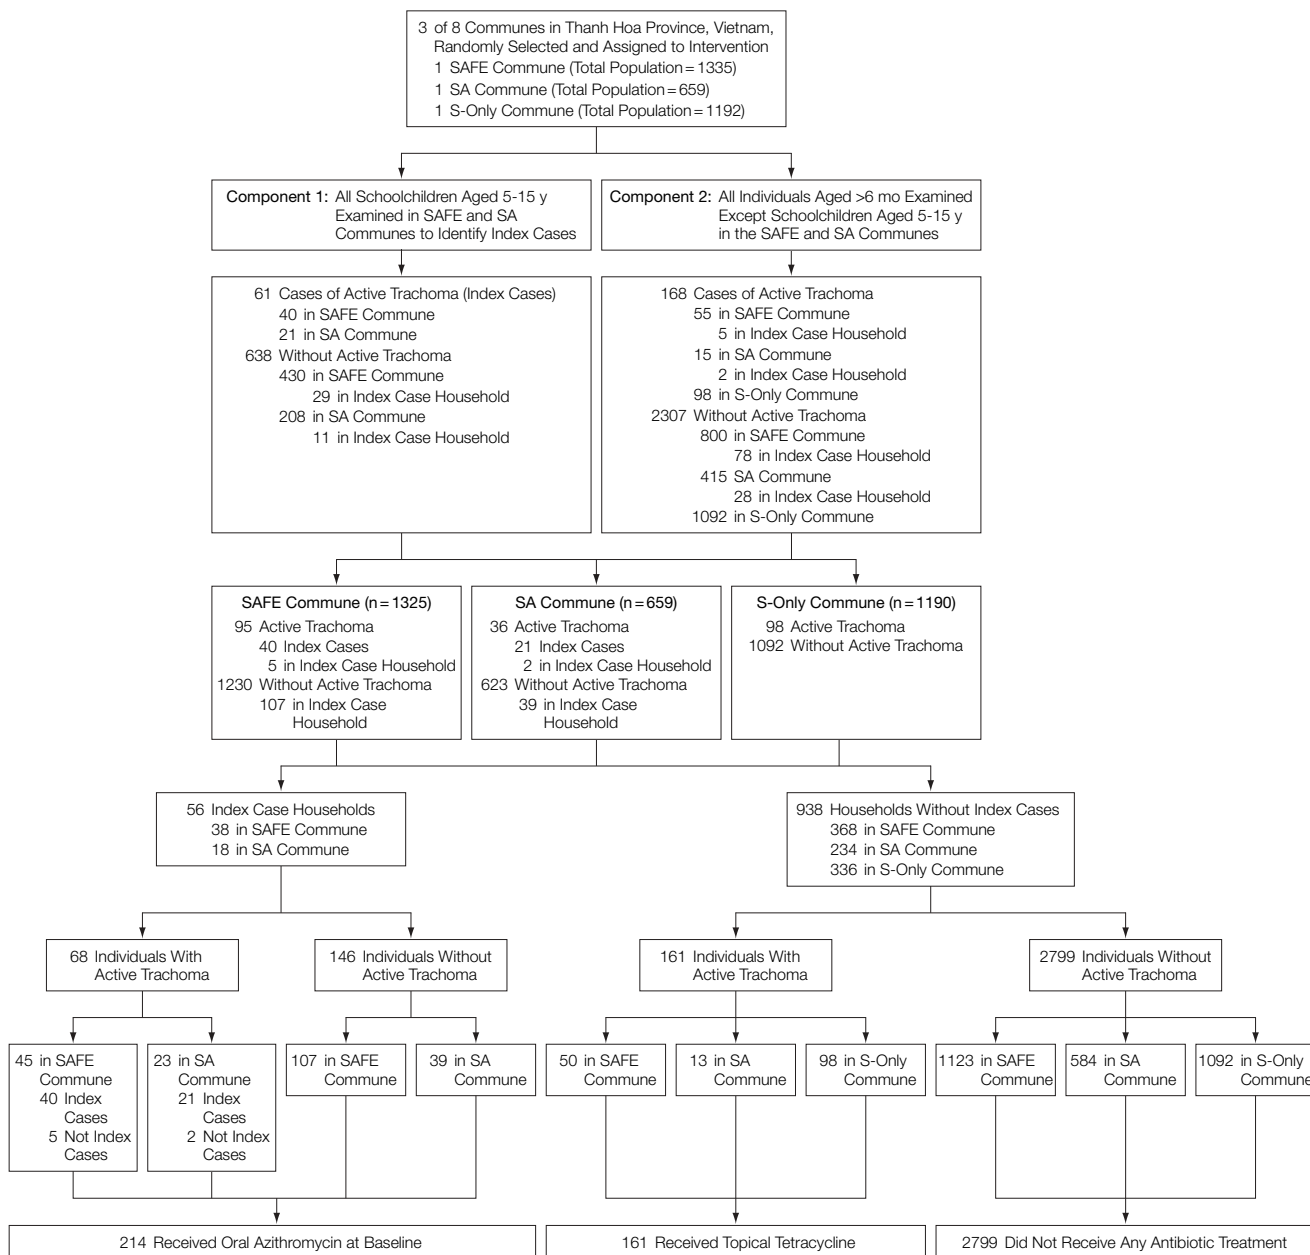 3 of 8 Communes in Thanh Hoa Province, Vietnam,
Randomly Selected and Assigned to Intervention
1 SAFE Commune (Total Population = 1335)
1 SA Commune (Total Population = 659)
1 S-Only Commune (Total Population = 1192)
Component 1: All Schoolchildren Aged 5-15 y
Examined in SAFE and SA
Communes to Identify Index Cases
Component 2: All Individuals Aged >6 mo Examined
Except Schoolchildren Aged 5-15 y
in the SAFE and SA Communes
61 Cases of Active Trachoma (Index Cases)
40 in SAFE Commune
21 in SA Commune
638 Without Active Trachoma
430 in SAFE Commune
29 in Index Case Household
208 in SA Commune
11 in Index Case Household
168 Cases of Active Trachoma
55 in SAFE Commune
5 in Index Case Household
15 in SA Commune
2 in Index Case Household
98 in S-Only Commune
2307 Without Active Trachoma
800 in SAFE Commune
78 in Index Case Household
415 SA Commune
28 in Index Case Household
1092 in S-Only Commune
SAFE Commune (n = 1325)
95 Active Trachoma
40 Index Cases
5 in Index Case Household
1230 Without Active Trachoma
107 in Index Case
Household
SA Commune (n = 659)
36 Active Trachoma
21 Index Cases
2 in Index Case Household
623 Without Active Trachoma
39 in Index Case
Household
S-Only Commune (n = 1190)
98 Active Trachoma
1092 Without Active Trachoma
56 Index Case Households
38 in SAFE Commune
18 in SA Commune
938 Households Without Index Cases
368 in SAFE Commune
234 in SA Commune
336 in S-Only Commune
68 Individuals With
Active Trachoma
146 Individuals Without
Active Trachoma
161 Individuals With
Active Trachoma
2799 Individuals Without
Active Trachoma
45 in SAFE
Commune
40 Index
Cases
5 Not Index
Cases
23 in SA
Commune
21 Index
Cases
2 Not Index
Cases
107 in SAFE
Commune
39 in SA
Commune
50 in SAFE
Commune
13 in SA
Commune
98 in S-Only
Commune
1123 in SAFE
Commune
584 in SA
Commune
1092 in S-Only
Commune
214 Received Oral Azithromycin at Baseline
161 Received Topical Tetracycline
2799 Did Not Receive Any Antibiotic Treatment